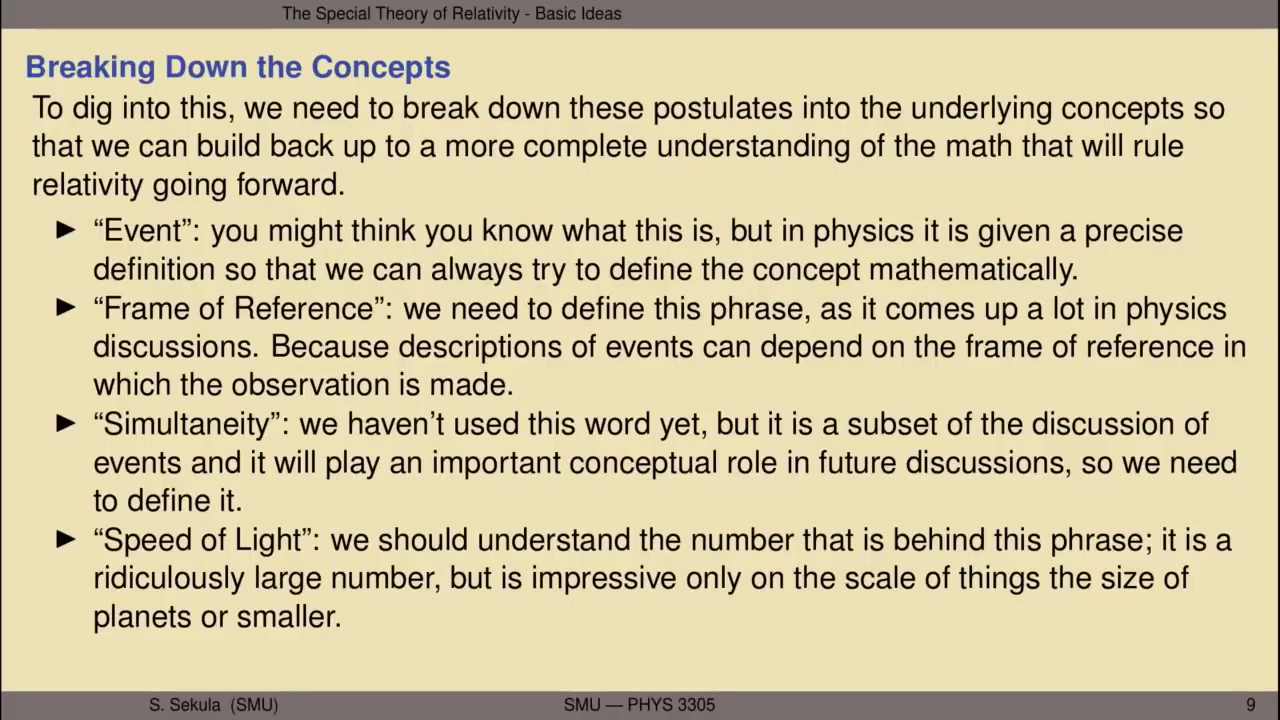 The Special Theory of Relativity - Basic Ideas
Breaking Down the Concepts
To dig into this, we need to break down these postulates into the underlying concepts so
that we can build back up to a more complete understanding of the math that will rule
relativity going forward.
▶ “Event”: you might think you know what this is, but in physics it is given a precise
definition so that we can always try to define the concept mathematically.
▶ “Frame of Reference”: we need to define this phrase, as it comes up a lot in physics
discussions. Because descriptions of events can depend on the frame of reference in
which the observation is made.
▶ “Simultaneity”: we haven’t used this word yet, but it is a subset of the discussion of
events and it will play an important conceptual role in future discussions, so we need
to define it.
▶ “Speed of Light”: we should understand the number that is behind this phrase; it is a
ridiculously large number, but is impressive only on the scale of things the size of
planets or smaller.
S. Sekula (SMU)
SMU — PHYS 3305
9